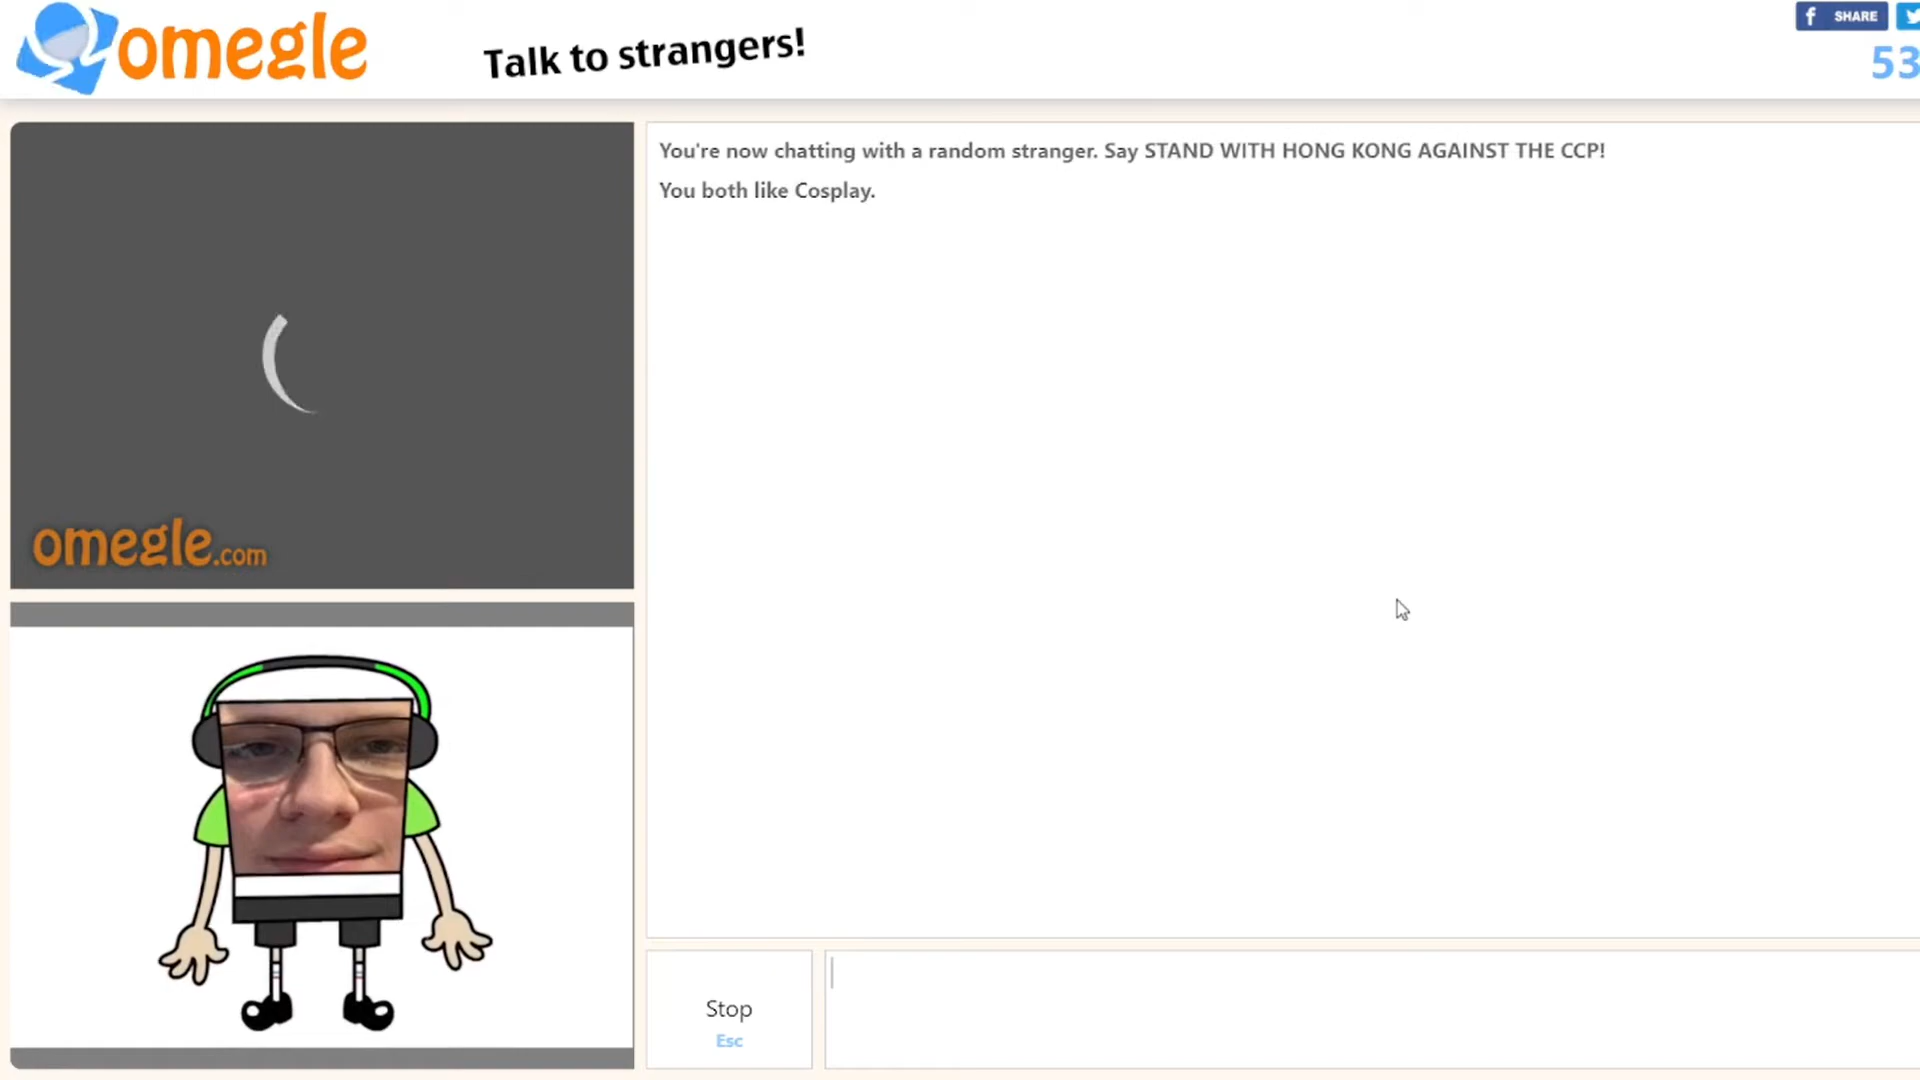 omegle
Talk to strangers!
f SHARE
53
You're now chatting with a random stranger. Say STAND WITH HONG KONG AGAINST THE CCP!
You both like Cosplay.
omegle.com
Stop
Esc